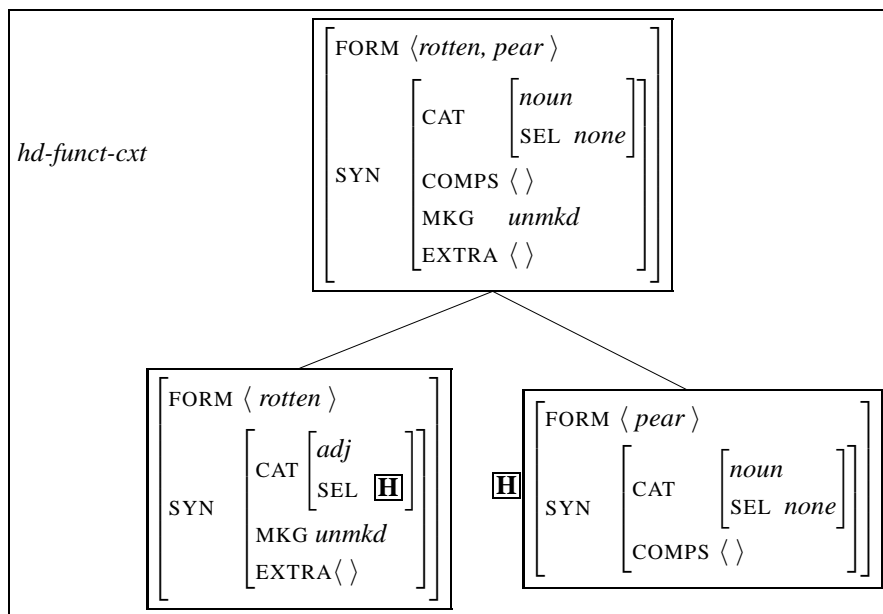 FORM ⟨rotten, pear ⟩
CAT
noun
SEL none
hd-funct-cxt
SYN
COMPS ⟨ ⟩
MKG unmkd
EXTRA ⟨ ⟩
FORM ⟨ rotten ⟩
CAT
adj
SEL H
SYN
MKG unmkd
EXTRA⟨ ⟩
H
FORM ⟨ pear ⟩
CAT
noun
SEL none
SYN
COMPS ⟨ ⟩